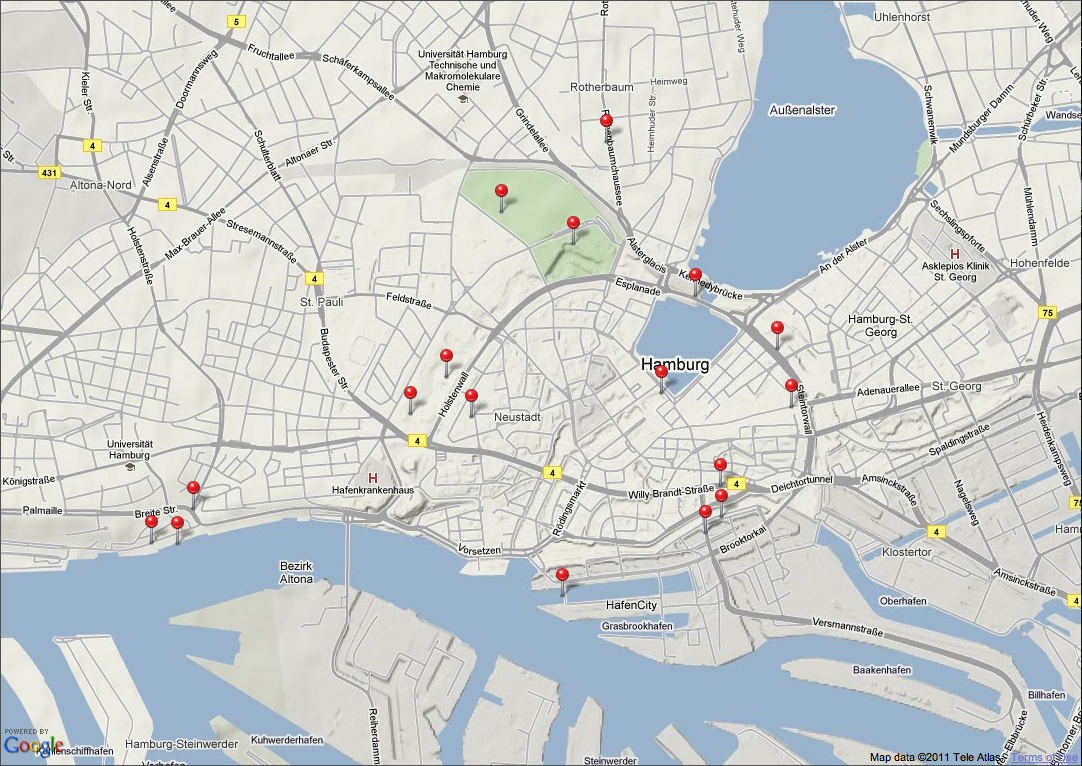 Uhlenhorst
5
Fruchtallee
Schäferkampsallee
Universität Hamburg
Technische und
Makromolekulare
Chemie
Kieler Str.
Doormannsweg
Rotherbaum
Heimweg
Heimhuder Str.
Grindelallee
Außenalster
Schwanenwik
Mundsburger Damm
Schürbeker Str.
Wandse
4
Alsenstraße
Schulterblatt
Altonaer Str.
431
Altona-Nord
4
Max-Brauer-Allee
Stresemannstraße
Holstenstraße
Alsterglacis
Kennedybrücke
An der Alster
Sechslingspforte
Mühlendamm
H
Asklepios Klinik
St. Georg
Hohenfelde
4
St. Pauli
Feldstraße
Esplanade
75
Hamburg-St.
Georg
Budapester Str.
Holstenwall
Hamburg
Neustadt
Steintorwall
Adenauerallee
St. Georg
Spaldingstraße
Heidenkampsweg
Universität
Hamburg
4
H
Hafenkrankenhaus
4
Willy-Brandt-Straße
4
Deichtortunnel
Amsinckstraße
Nagelsweg
75
Königstraße
Palmaille
Breite Str.
Rödingsmarkt
Vorsetzen
Brooktorkai
4
Klostertor
Hamm
Bezirk
Altona
Amsinckstraße
4
HafenCity
Grasbrookhafen
Oberhafen
Versmannstraße
Baakenhafen
Billhafen
Reiherdamm
POWERED BY
Google
Hamburg-Steinwerder
Kuhwerderhafen
Steinwerder
Map data ©2011 Tele Atlas - Terms of Use